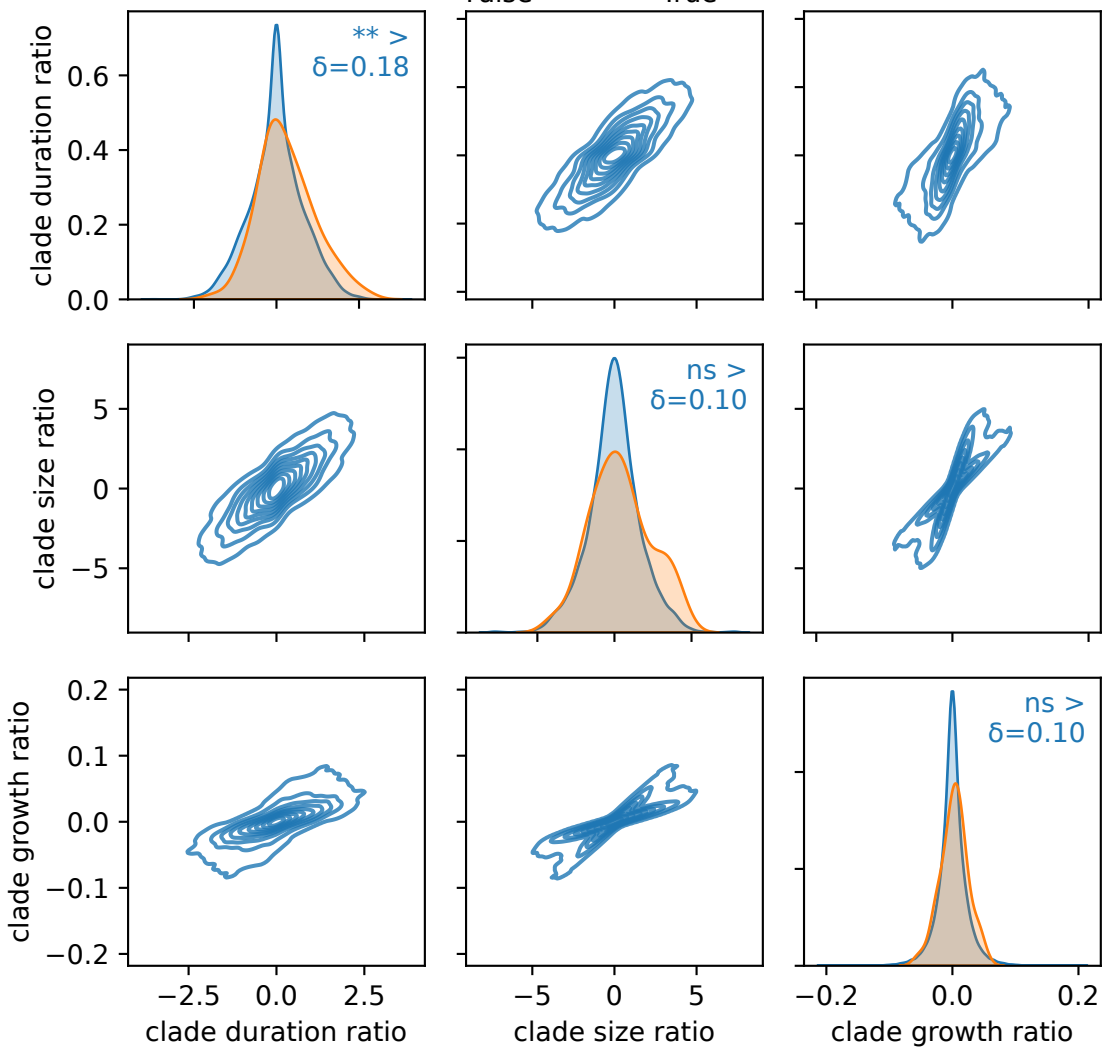 False True
clade duration ratio
0.6
0.4
0.2
0.0
** >
δ=0.18
clade size ratio
5
0
−5
ns >
δ=0.10
clade growth ratio
0.2
0.1
0.0
−0.1
−0.2
ns >
δ=0.10
−2.5 0.0 2.5
−5 0 5
−0.2 0.0 0.2
clade duration ratio
clade size ratio
clade growth ratio